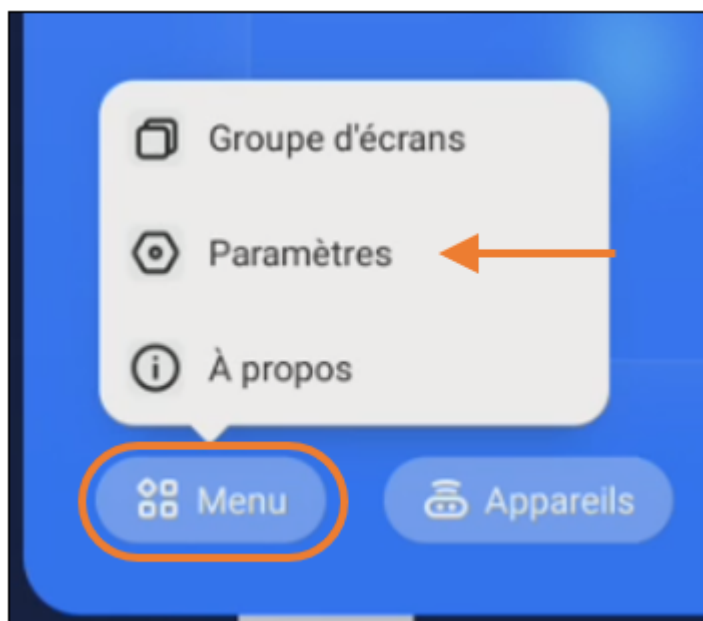 Groupe d'écrans
Paramètres
À propos
Menu
Appareils